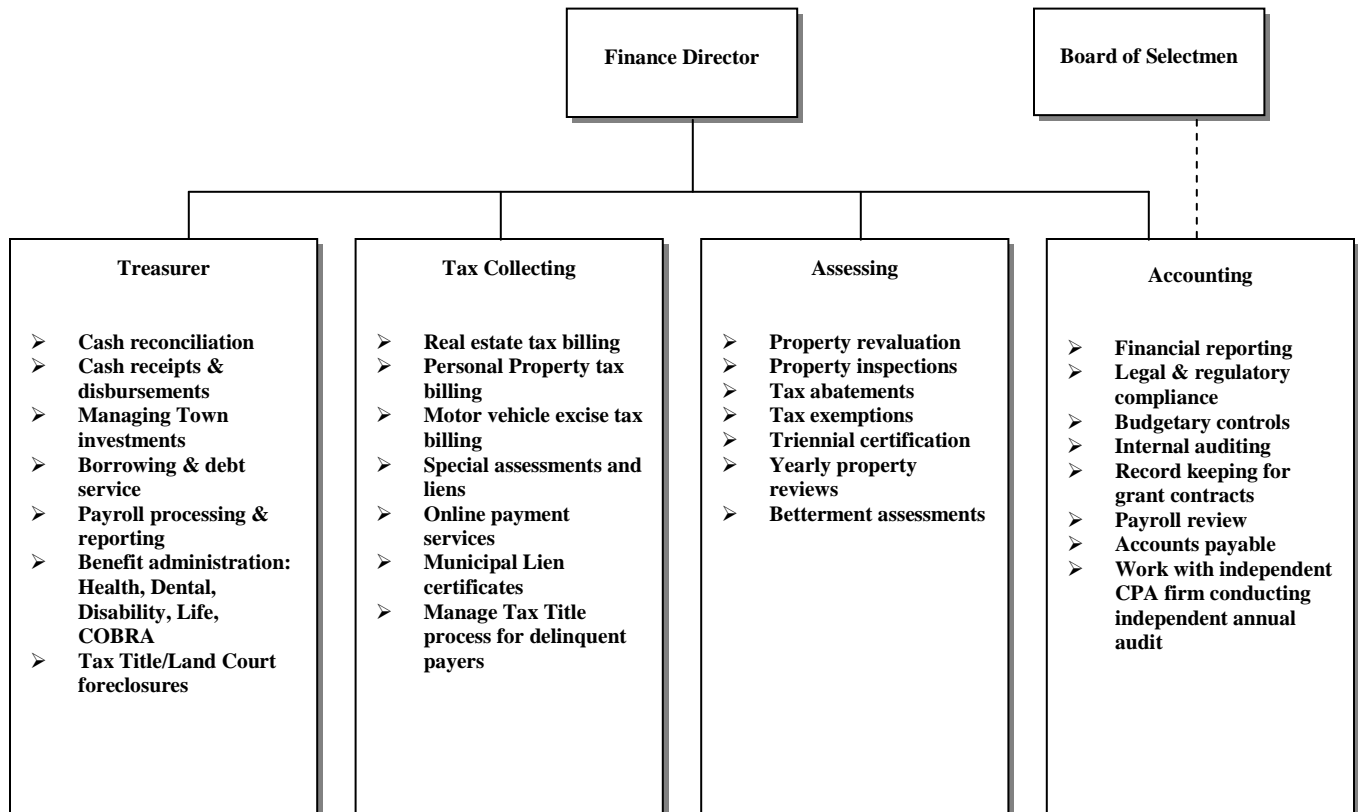 Finance Director
Board of Selectmen
Treasurer
➢ Cash reconciliation
➢ Cash receipts &
disbursements
➢ Managing Town
investments
➢ Borrowing & debt
service
➢ Payroll processing &
reporting
➢ Benefit administration:
Health, Dental,
Disability, Life,
COBRA
➢ Tax Title/Land Court
foreclosures
Tax Collecting
➢ Real estate tax billing
➢ Personal Property tax
billing
➢ Motor vehicle excise tax
billing
➢ Special assessments and
liens
➢ Online payment
services
➢ Municipal Lien
certificates
➢ Manage Tax Title
process for delinquent
payers
Assessing
➢ Property revaluation
➢ Property inspections
➢ Tax abatements
➢ Tax exemptions
➢ Triennial certification
➢ Yearly property
reviews
➢ Betterment assessments
Accounting
➢ Financial reporting
➢ Legal & regulatory
compliance
➢ Budgetary controls
➢ Internal auditing
➢ Record keeping for
grant contracts
➢ Payroll review
➢ Accounts payable
➢ Work with independent
CPA firm conducting
independent annual
audit